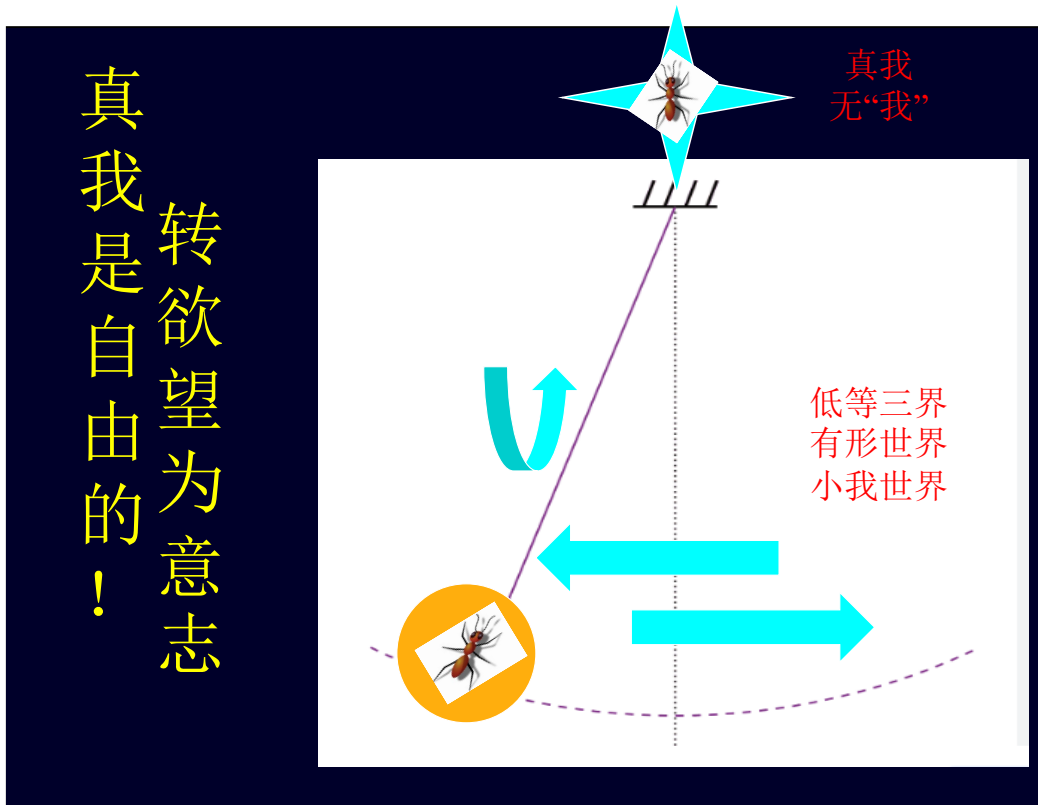 真我是自由的！
转欲望为意志
真我
无“我”
低等三界
有形世界
小我世界